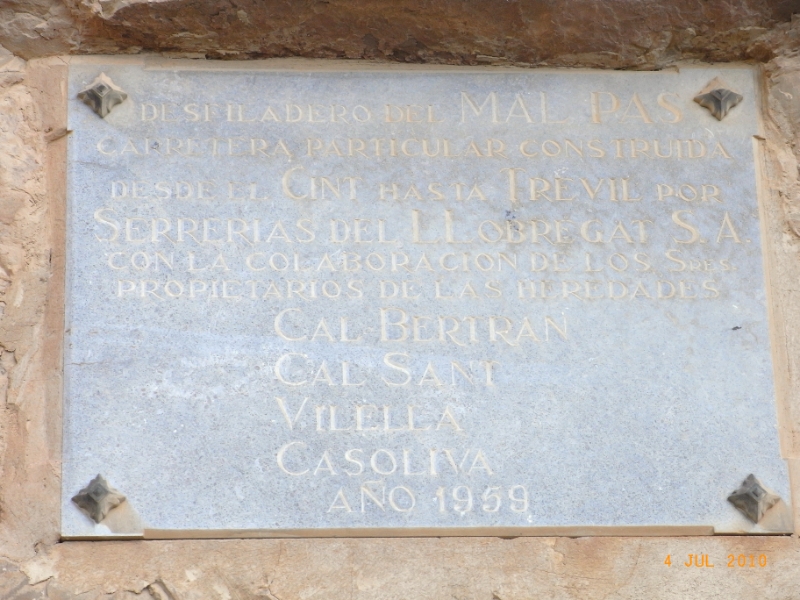 DESFILADERO DEL MAL PAS
CARRETERA PARTICULAR CONSTRUIDA
DESDE EL CINT HASTA TREVIL POR
SERRERIAS DEL LLOBREGAT S.A.
CON LA COLABORACION DE LOS SRES
PROPIETARIOS DE LAS HEREDADES
CAL BERTRAN
CAL SANT
VILELLA
CASOLIVA
AÑO 1959
4 JUL 2010